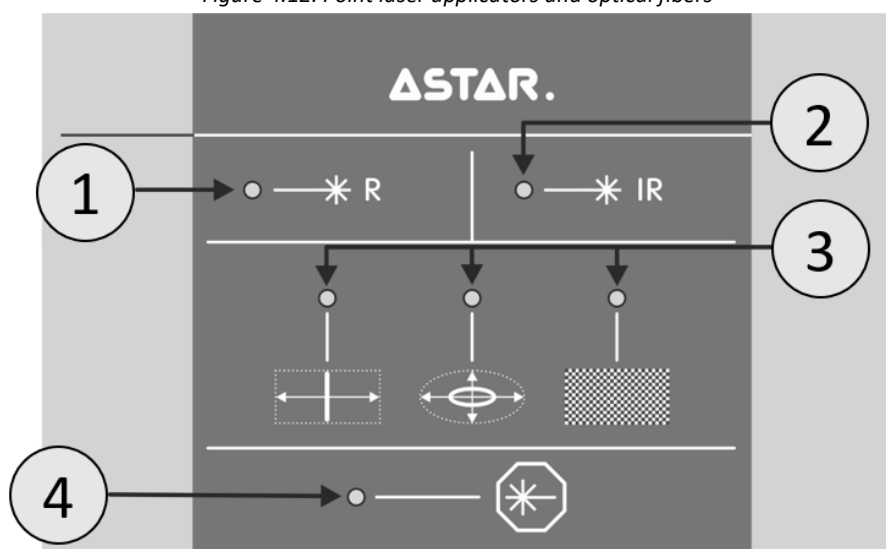 Figure 4.12. Point laser applicators and optical fibers
ASTAR.
1
R
2
IR
3
4